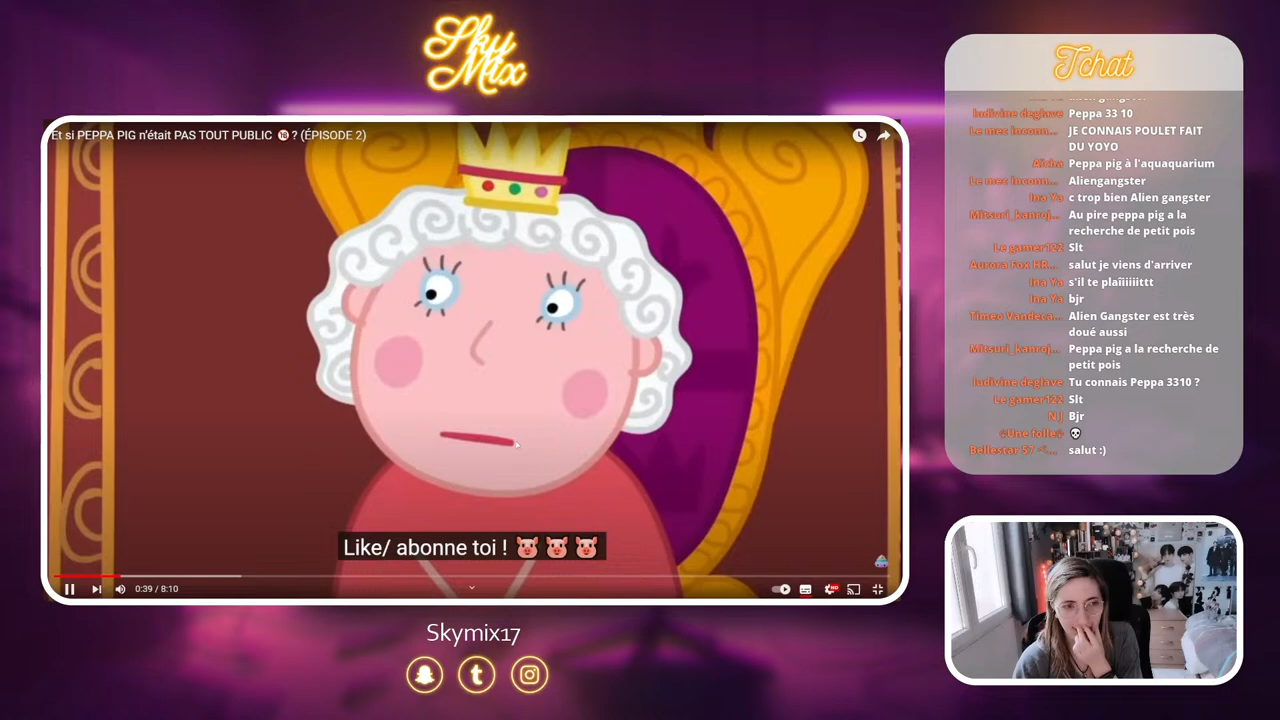 Sky
Mix
Et si PEPPA PIG n'était PAS TOUT PUBLIC 🔞 ? (ÉPISODE 2)
Like/ abonne toi ! 🐷 🐷 🐷
0:39 / 8:10
Skymix17
Tchat
ludivine deglave Peppa 33 10
Le mec inconn... JE CONNAIS POULET FAIT
DU YOYO
Aïcha Peppa pig à l'aquaquarium
Le mec inconn... Aliengangster
Ina Ya c trop bien Alien gangster
Mitsuri_kanroj... Au pire peppa pig a la
recherche de petit pois
Le gamer122 Slt
Aurora Fox HR... salut je viens d'arriver
Ina Ya s'il te plaîiiiiittt
Ina Ya bjr
Timeo Vandeca... Alien Gangster est très
doué aussi
Mitsuri_kanroj... Peppa pig a la recherche de
petit pois
ludivine deglave Tu connais Peppa 3310 ?
Le gamer122 Slt
N J Bjr
Une folle 💀
Bellestar 57 salut :)